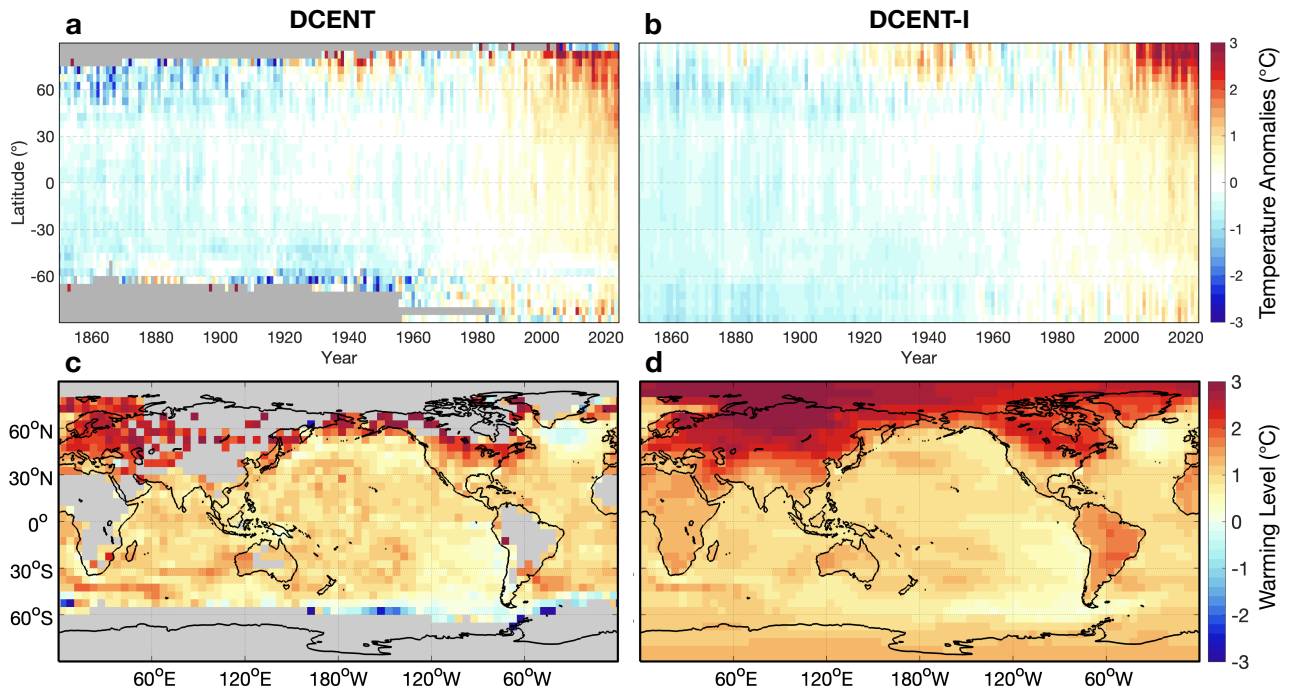 DCENT
DCENT-I
a
b
60
30
0
-30
-60
Latitude (°)
1860 1880 1900 1920 1940 1960 1980 2000 2020
Year
1860 1880 1900 1920 1940 1960 1980 2000 2020
Year
3
2
1
0
-1
-2
-3
Temperature Anomalies (°C)
c
d
60°N
30°N
0°
30°S
60°S
60°E 120°E 180°W 120°W 60°W
60°E 120°E 180°W 120°W 60°W
3
2
1
0
-1
-2
-3
Warming Level (°C)